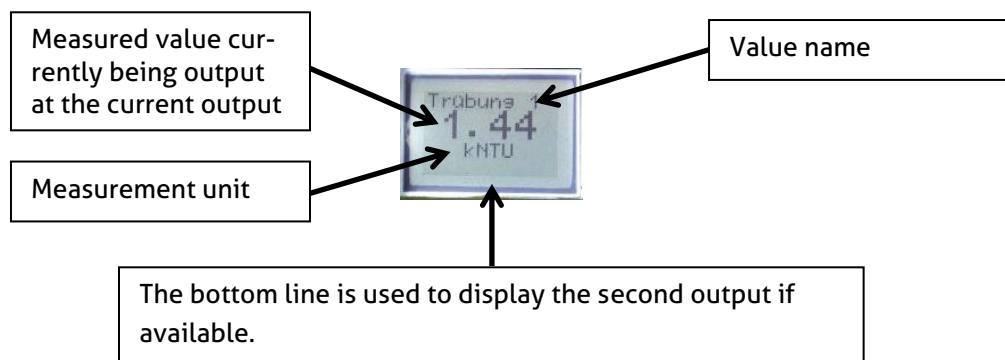 Measured value cur-
rently being output
at the current output
Value name
Trübung 1
1.44
kNTU
Measurement unit
The bottom line is used to display the second output if
available.